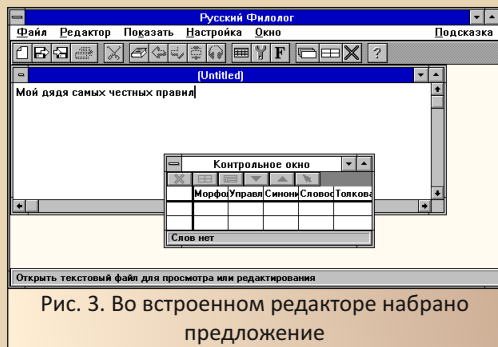 Русский Филолог
Файл Редактор Показать Настройка Окно Подсказка
(Untitled)
Мой дядя самых честных правил
Контрольное окно
Морфол Управл Синони Словос Толкова
Слов нет
Открыть текстовый файл для просмотра или редактирования
Рис. 3. Во встроенном редакторе набрано
предложение